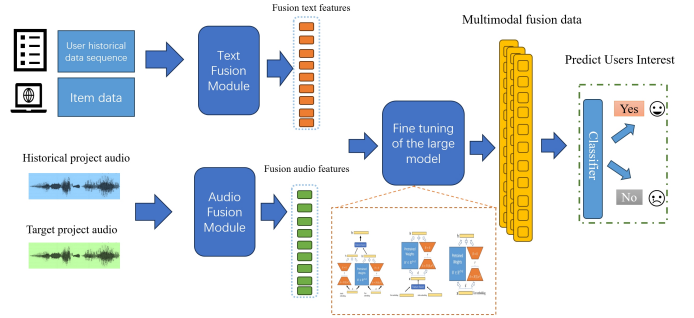 Fusion text features
Multimodal fusion data
User historical
data sequence
Item data
Text
Fusion
Module
Predict Users Interest
Yes
Classifier
No
Fine tuning
of the large
model
Historical project audio
Fusion audio features
Audio
Fusion
Module
Target project audio